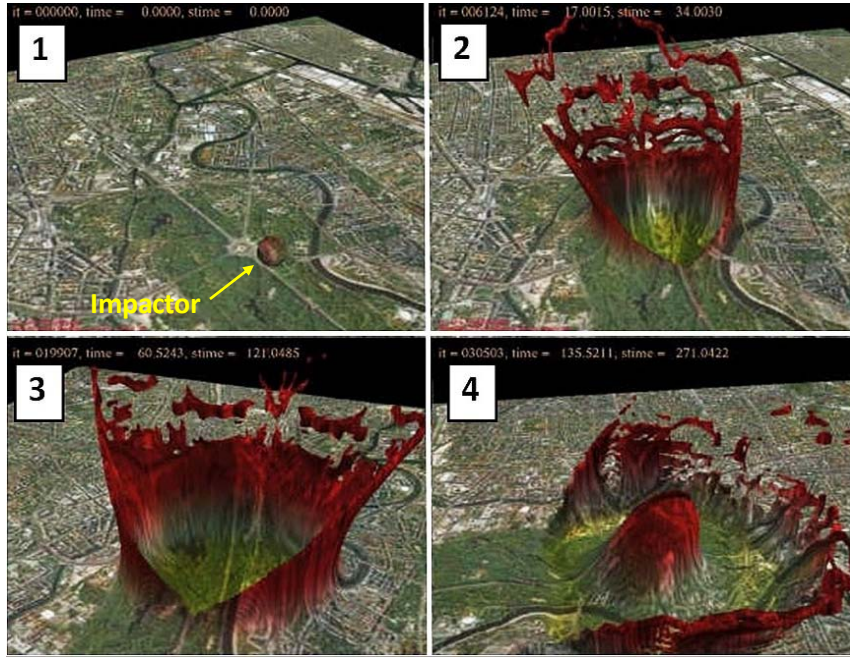 it = 000000, time = 0.0000, stime = 0.0000
1
Impactor
it = 006124, time = 17.0015, stime = 34.0030
2
it = 019907, time = 60.5243, stime = 121.0485
3
it = 030503, time = 135.5211, stime = 271.0422
4